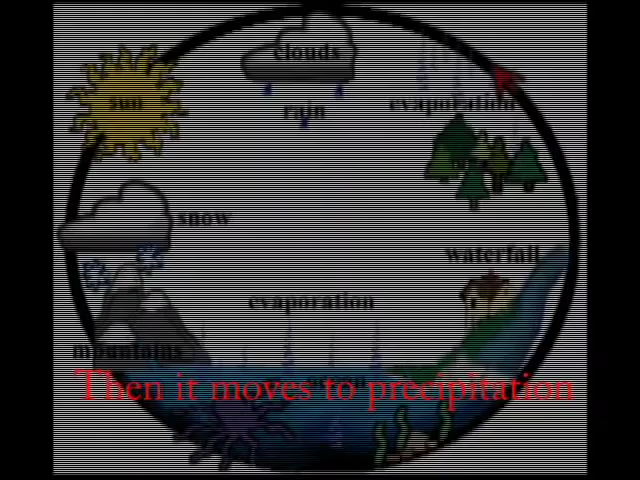 clouds
sun
rain
evaporation
snow
waterfall
evaporation
mountains
Then it moves to precipitation